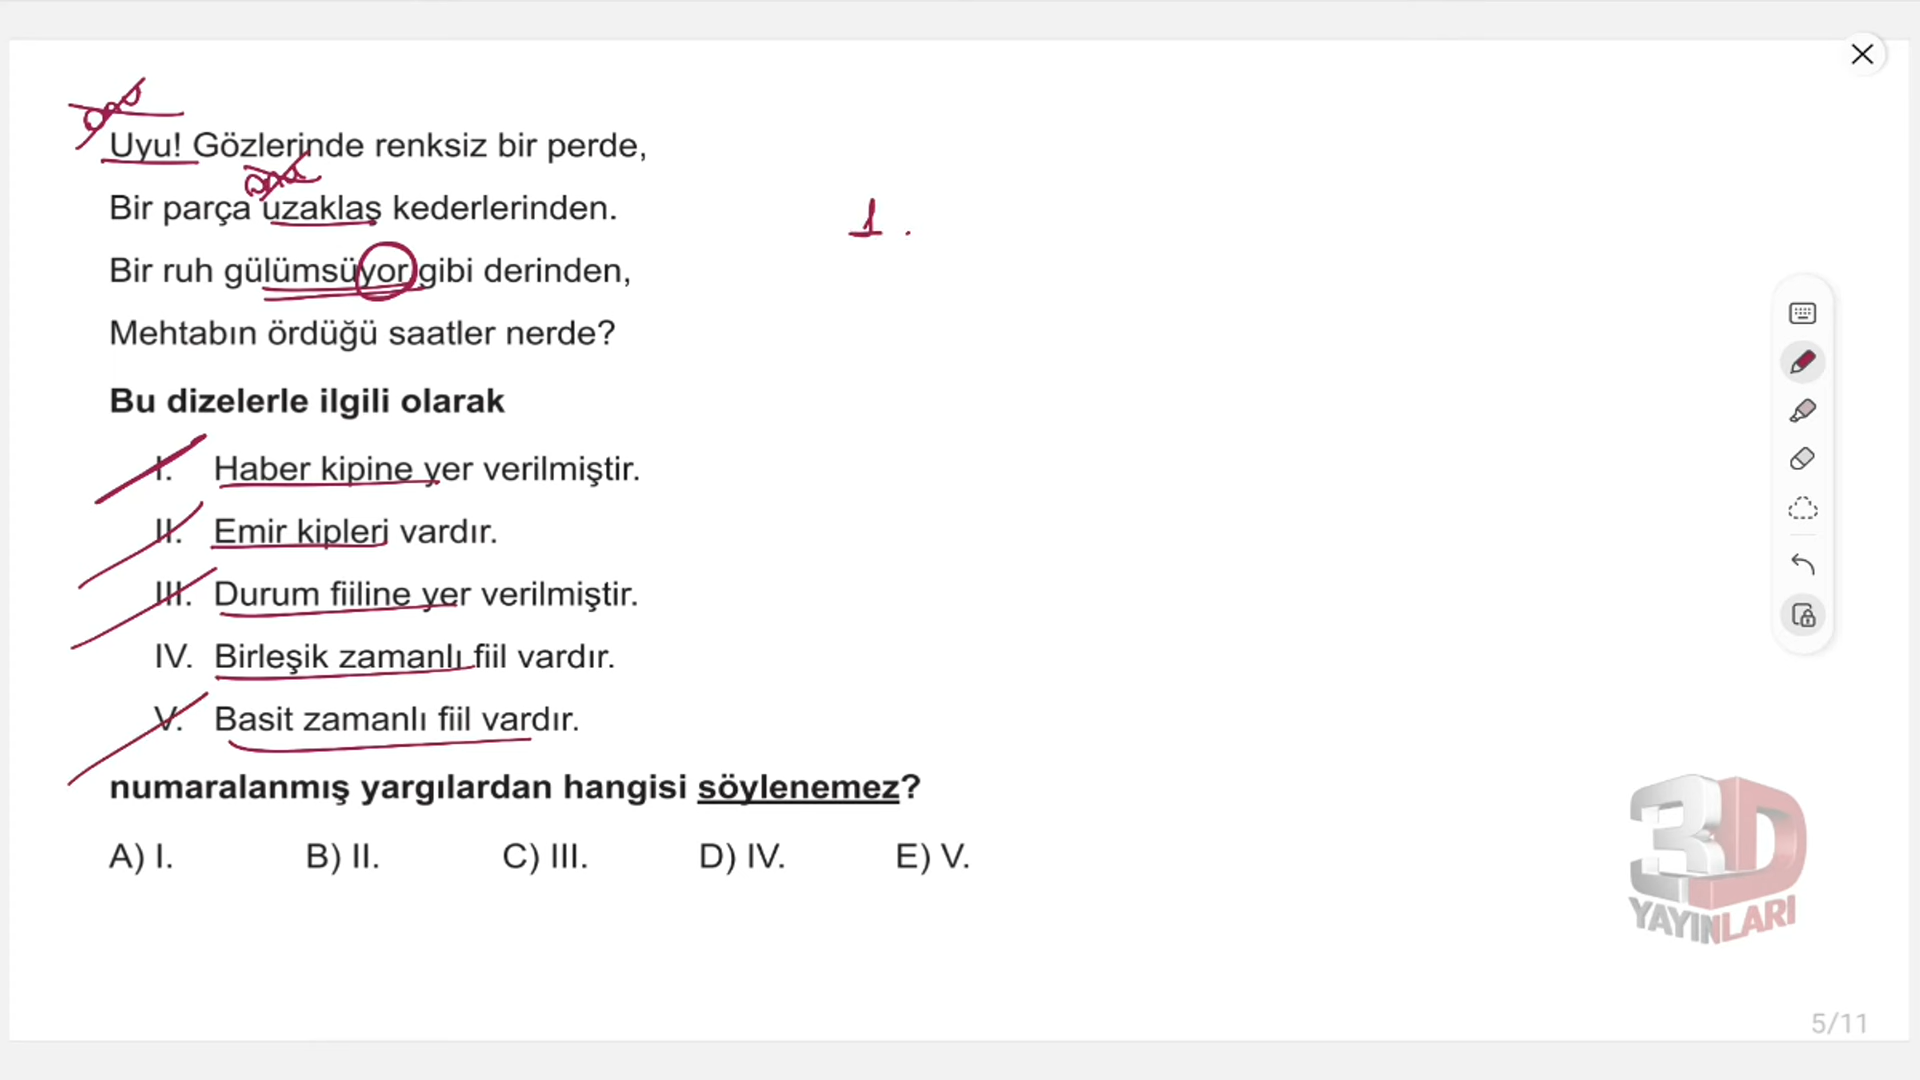 Uyu! Gözlerinde renksiz bir perde,
Bir parça uzaklaş kederlerinden.
1.
Bir ruh gülümsüyor gibi derinden,
Mehtabın ördüğü saatler nerde?
Bu dizelerle ilgili olarak
I. Haber kipine yer verilmiştir.
II. Emir kipleri vardır.
III. Durum fiiline yer verilmiştir.
IV. Birleşik zamanlı fiil vardır.
V. Basit zamanlı fiil vardır.
numaralanmış yargılardan hangisi söylenemez?
A) I. B) II. C) III. D) IV. E) V.
3D
YAYINLARI
5/11